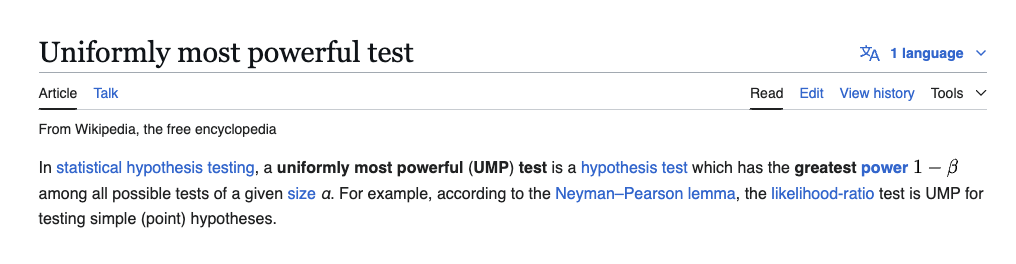 Uniformly most powerful test
1 language
Article Talk Read Edit View history Tools
From Wikipedia, the free encyclopedia
In statistical hypothesis testing, a uniformly most powerful (UMP) test is a hypothesis test which has the greatest power 1 − β
among all possible tests of a given size α. For example, according to the Neyman–Pearson lemma, the likelihood-ratio test is UMP for
testing simple (point) hypotheses.